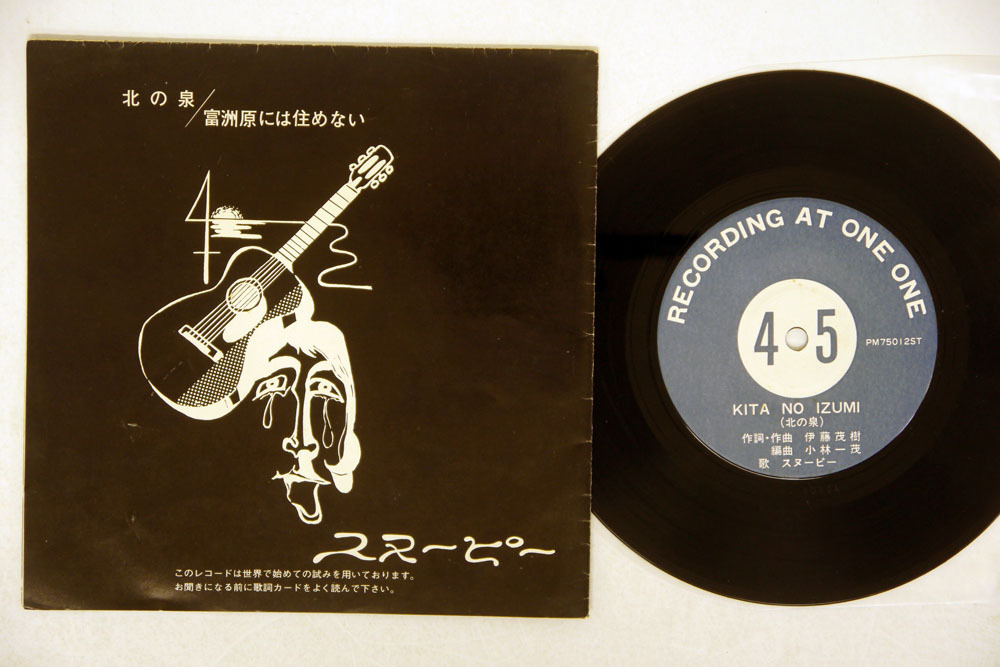 北の泉/
富洲原には住めない
スヌーピー
このレコードは世界で始めての試みを用いております。
お聞きになる前に歌詞カードをよく読んで下さい。
RECORDING AT ONE ONE
45
PM75012ST
KITA NO IZUMI
(北の泉)
作詞・作曲 伊藤茂樹
編曲 小林一茂
歌 スヌーピー